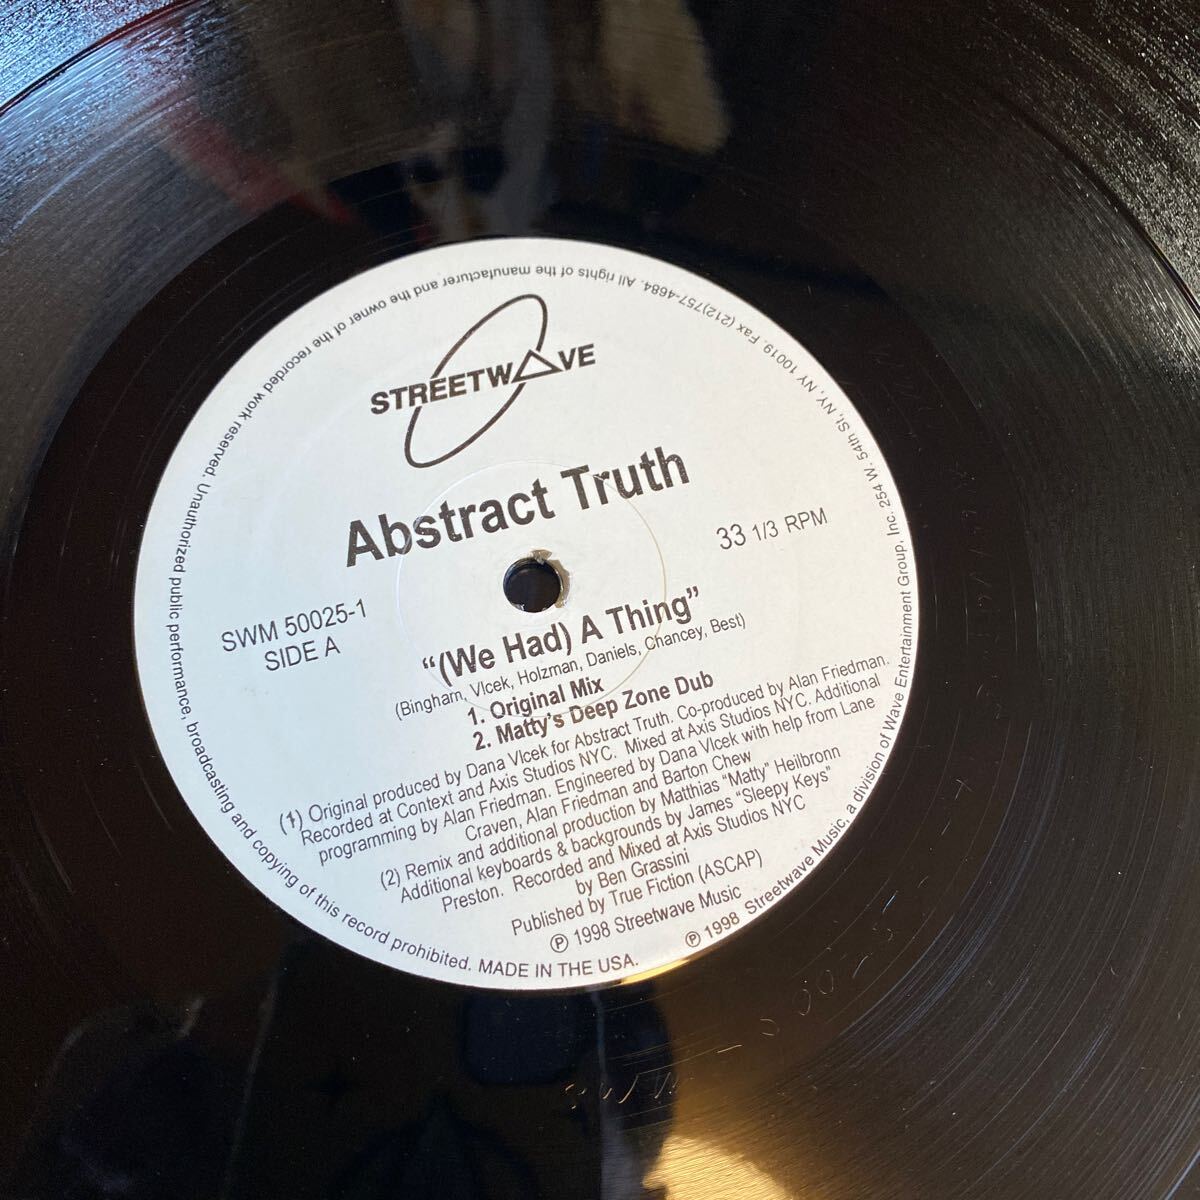 STREETWAVE
Abstract Truth
33 1/3 RPM
SWM 50025-1
SIDE A
“(We Had) A Thing”
(Bingham, Vlcek, Holzman, Daniels, Chancey, Best)
1. Original Mix
2. Matty's Deep Zone Dub
(1) Original produced by Dana Vlcek for Abstract Truth. Co-produced by Alan Friedman.
Recorded at Context and Axis Studios NYC. Mixed at Axis Studios NYC. Additional
programming by Alan Friedman. Engineered by Dana Vlcek with help from Lane
Craven, Alan Friedman and Barton Chew
(2) Remix and additional production by Matthias “Matty” Heilbronn
Additional keyboards & backgrounds by James “Sleepy Keys”
Preston. Recorded and Mixed at Axis Studios NYC
by Ben Grassini
Published by True Fiction (ASCAP)
℗ 1998 Streetwave Music
℗ 1998 Streetwave Music, a division of Wave Entertainment Group, Inc. 254 W. 54th St, NY, NY 10019. Fax (212)757-4684. All rights of the manufacturer and the owner of the recorded work reserved. Unauthorized public performance, broadcasting and copying of this record prohibited. MADE IN THE USA.